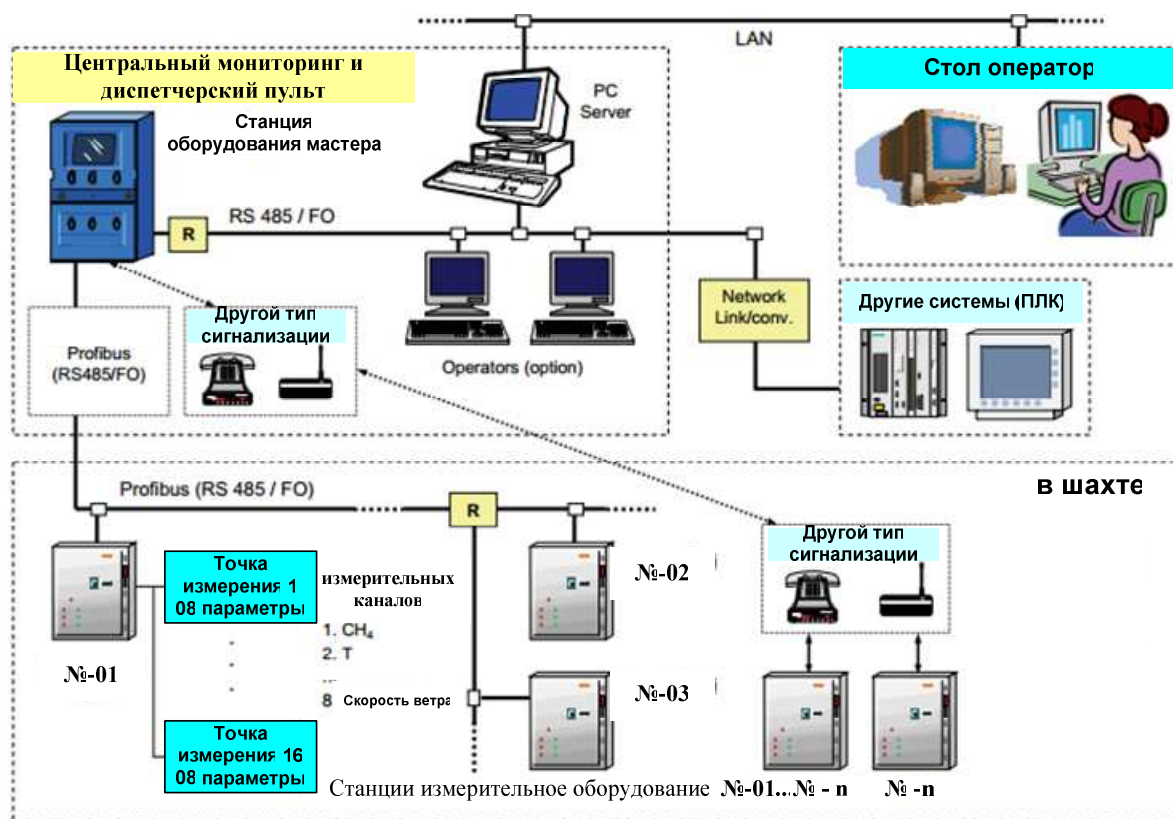 LAN
Центральный мониторинг и
диспетчерский пульт
Станция
оборудования мастера
PC
Server
Стол оператор
R
RS 485 / FO
Другой тип
сигнализации
Profibus
(RS485/FO)
Operators (option)
Network
Link/conv.
Другие системы (ПЛК)
в шахте
Profibus (RS 485 / FO)
R
Точка
измерения 1
08 параметры
измерительных
каналов
1. CH₄
2. T
...
8 Скорость ветра
№-01
Точка
измерения 16
08 параметры
№-02
№-03
Другой тип
сигнализации
Станции измерительное оборудование №-01... № - n № -n